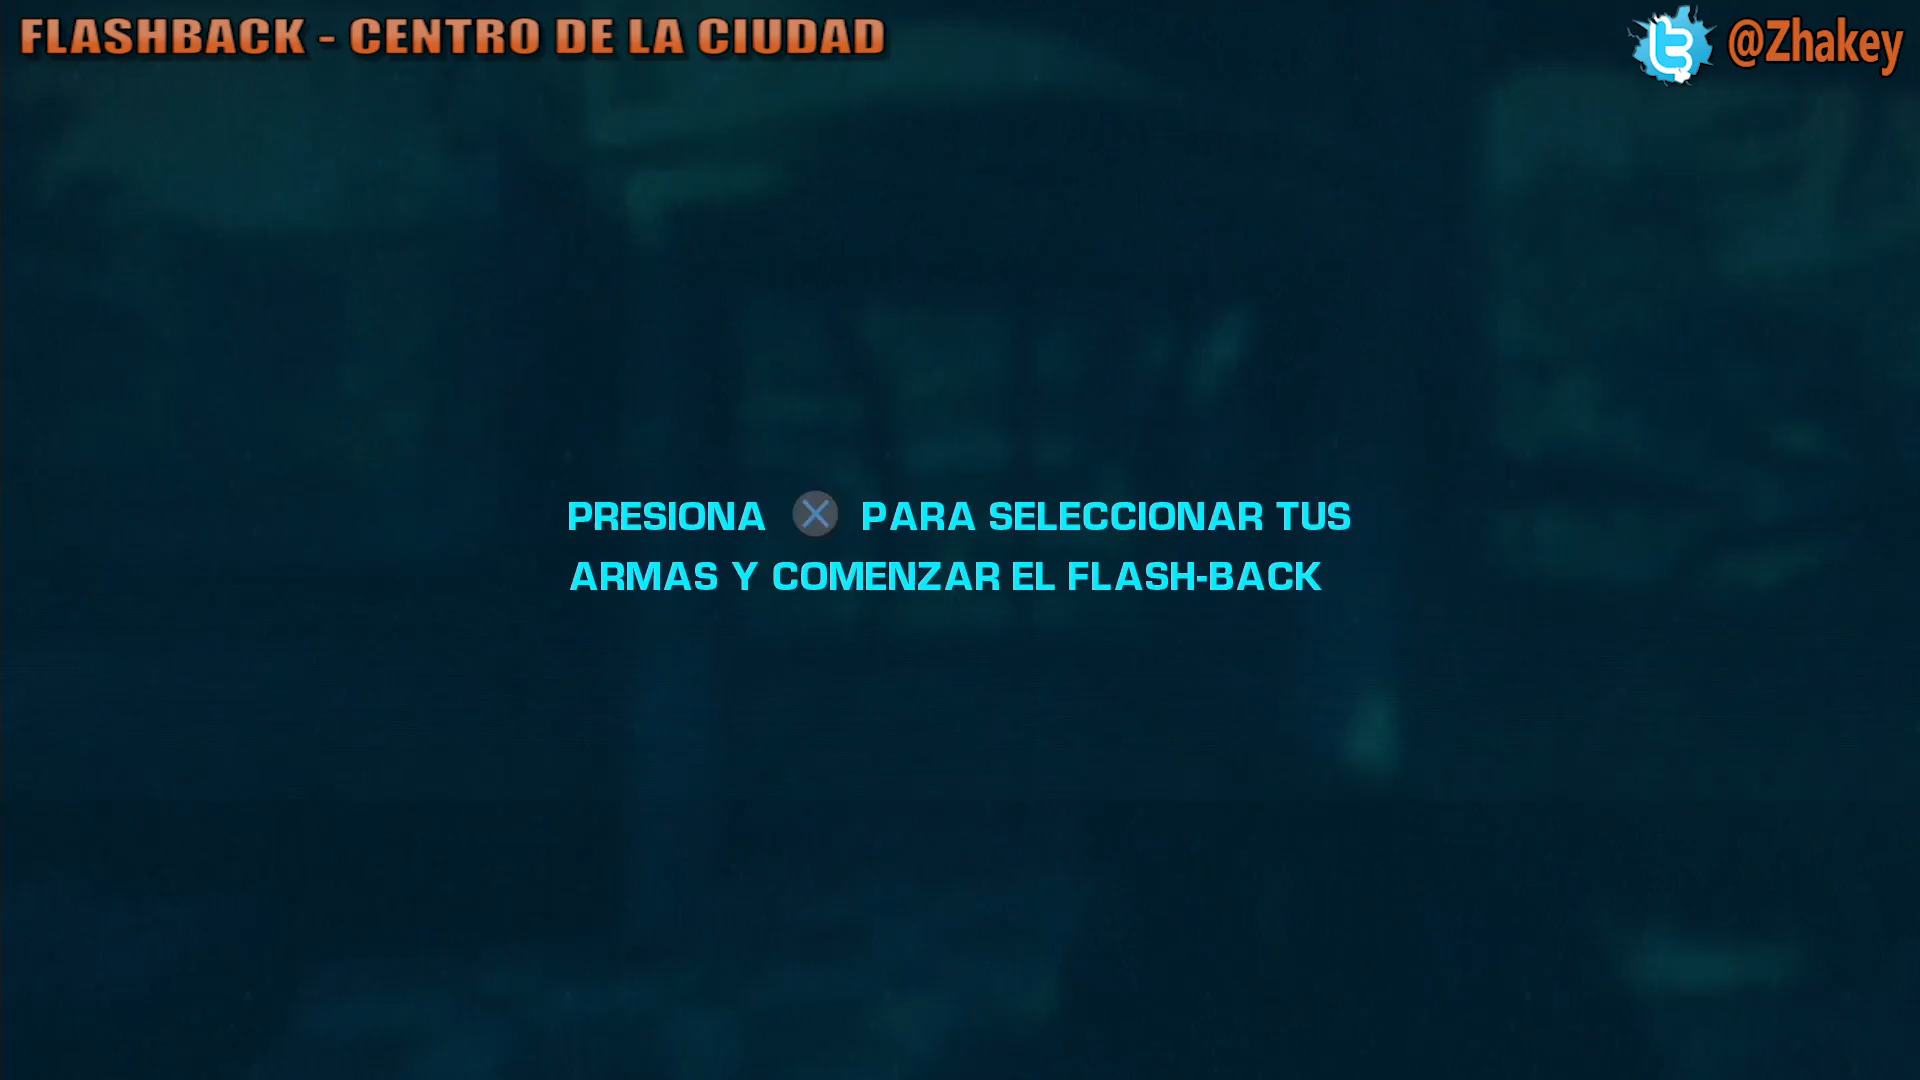 FLASHBACK - CENTRO DE LA CIUDAD
@Zhakey
PRESIONA PARA SELECCIONAR TUS
ARMAS Y COMENZAR EL FLASH-BACK